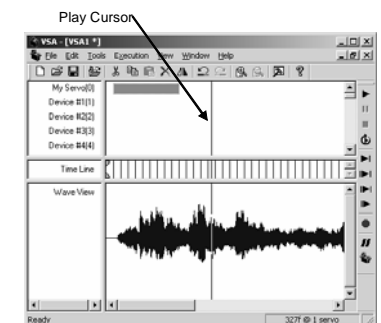 Play Cursor
VSA - [VSA1 *]
File Edit Tools Execution View Window Help
My Servo(0)
Device #1(1)
Device #2(2)
Device #3(3)
Device #4(4)
Time Line
Wave View
Ready 327f @ 1 servo